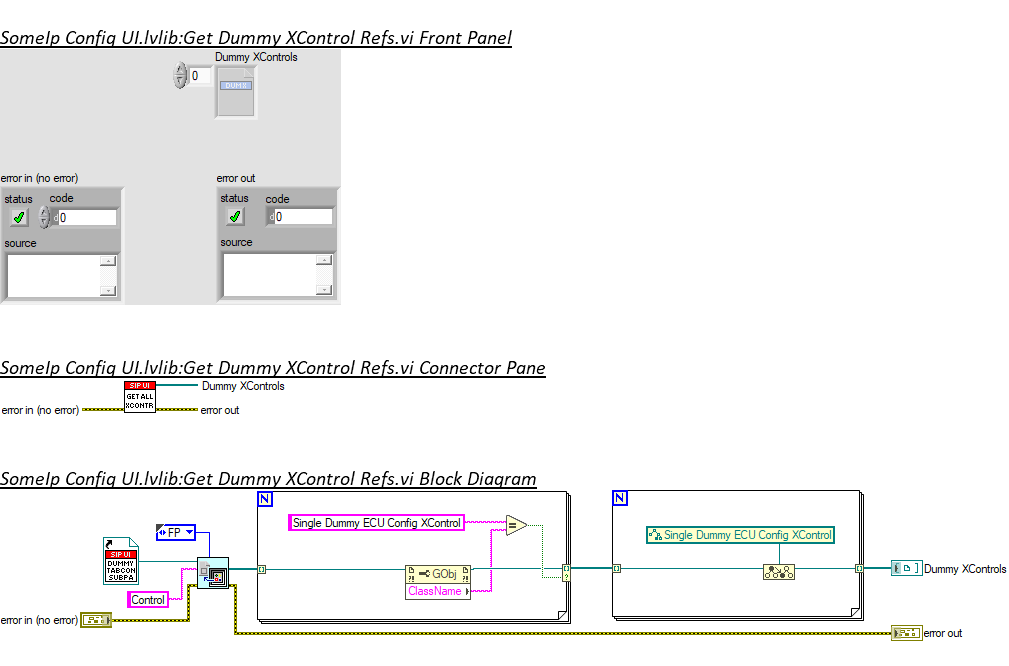 SomeIp Config UI.lvlib:Get Dummy XControl Refs.vi Front Panel
Dummy XControls
0
DUMX
error in (no error)
error out
status code
status code
d 0
d 0
source
source
SomeIp Config UI.lvlib:Get Dummy XControl Refs.vi Connector Pane
SIP UI
GET ALL
XCONTR
Dummy XControls
error in (no error)
error out
SomeIp Config UI.lvlib:Get Dummy XControl Refs.vi Block Diagram
N
N
Single Dummy ECU Config XControl
=
FP
Single Dummy ECU Config XControl
SIP UI
DUMMY
TABCON
SUBPA
GObj
ClassName
?
Dummy XControls
Control
error in (no error)
error out